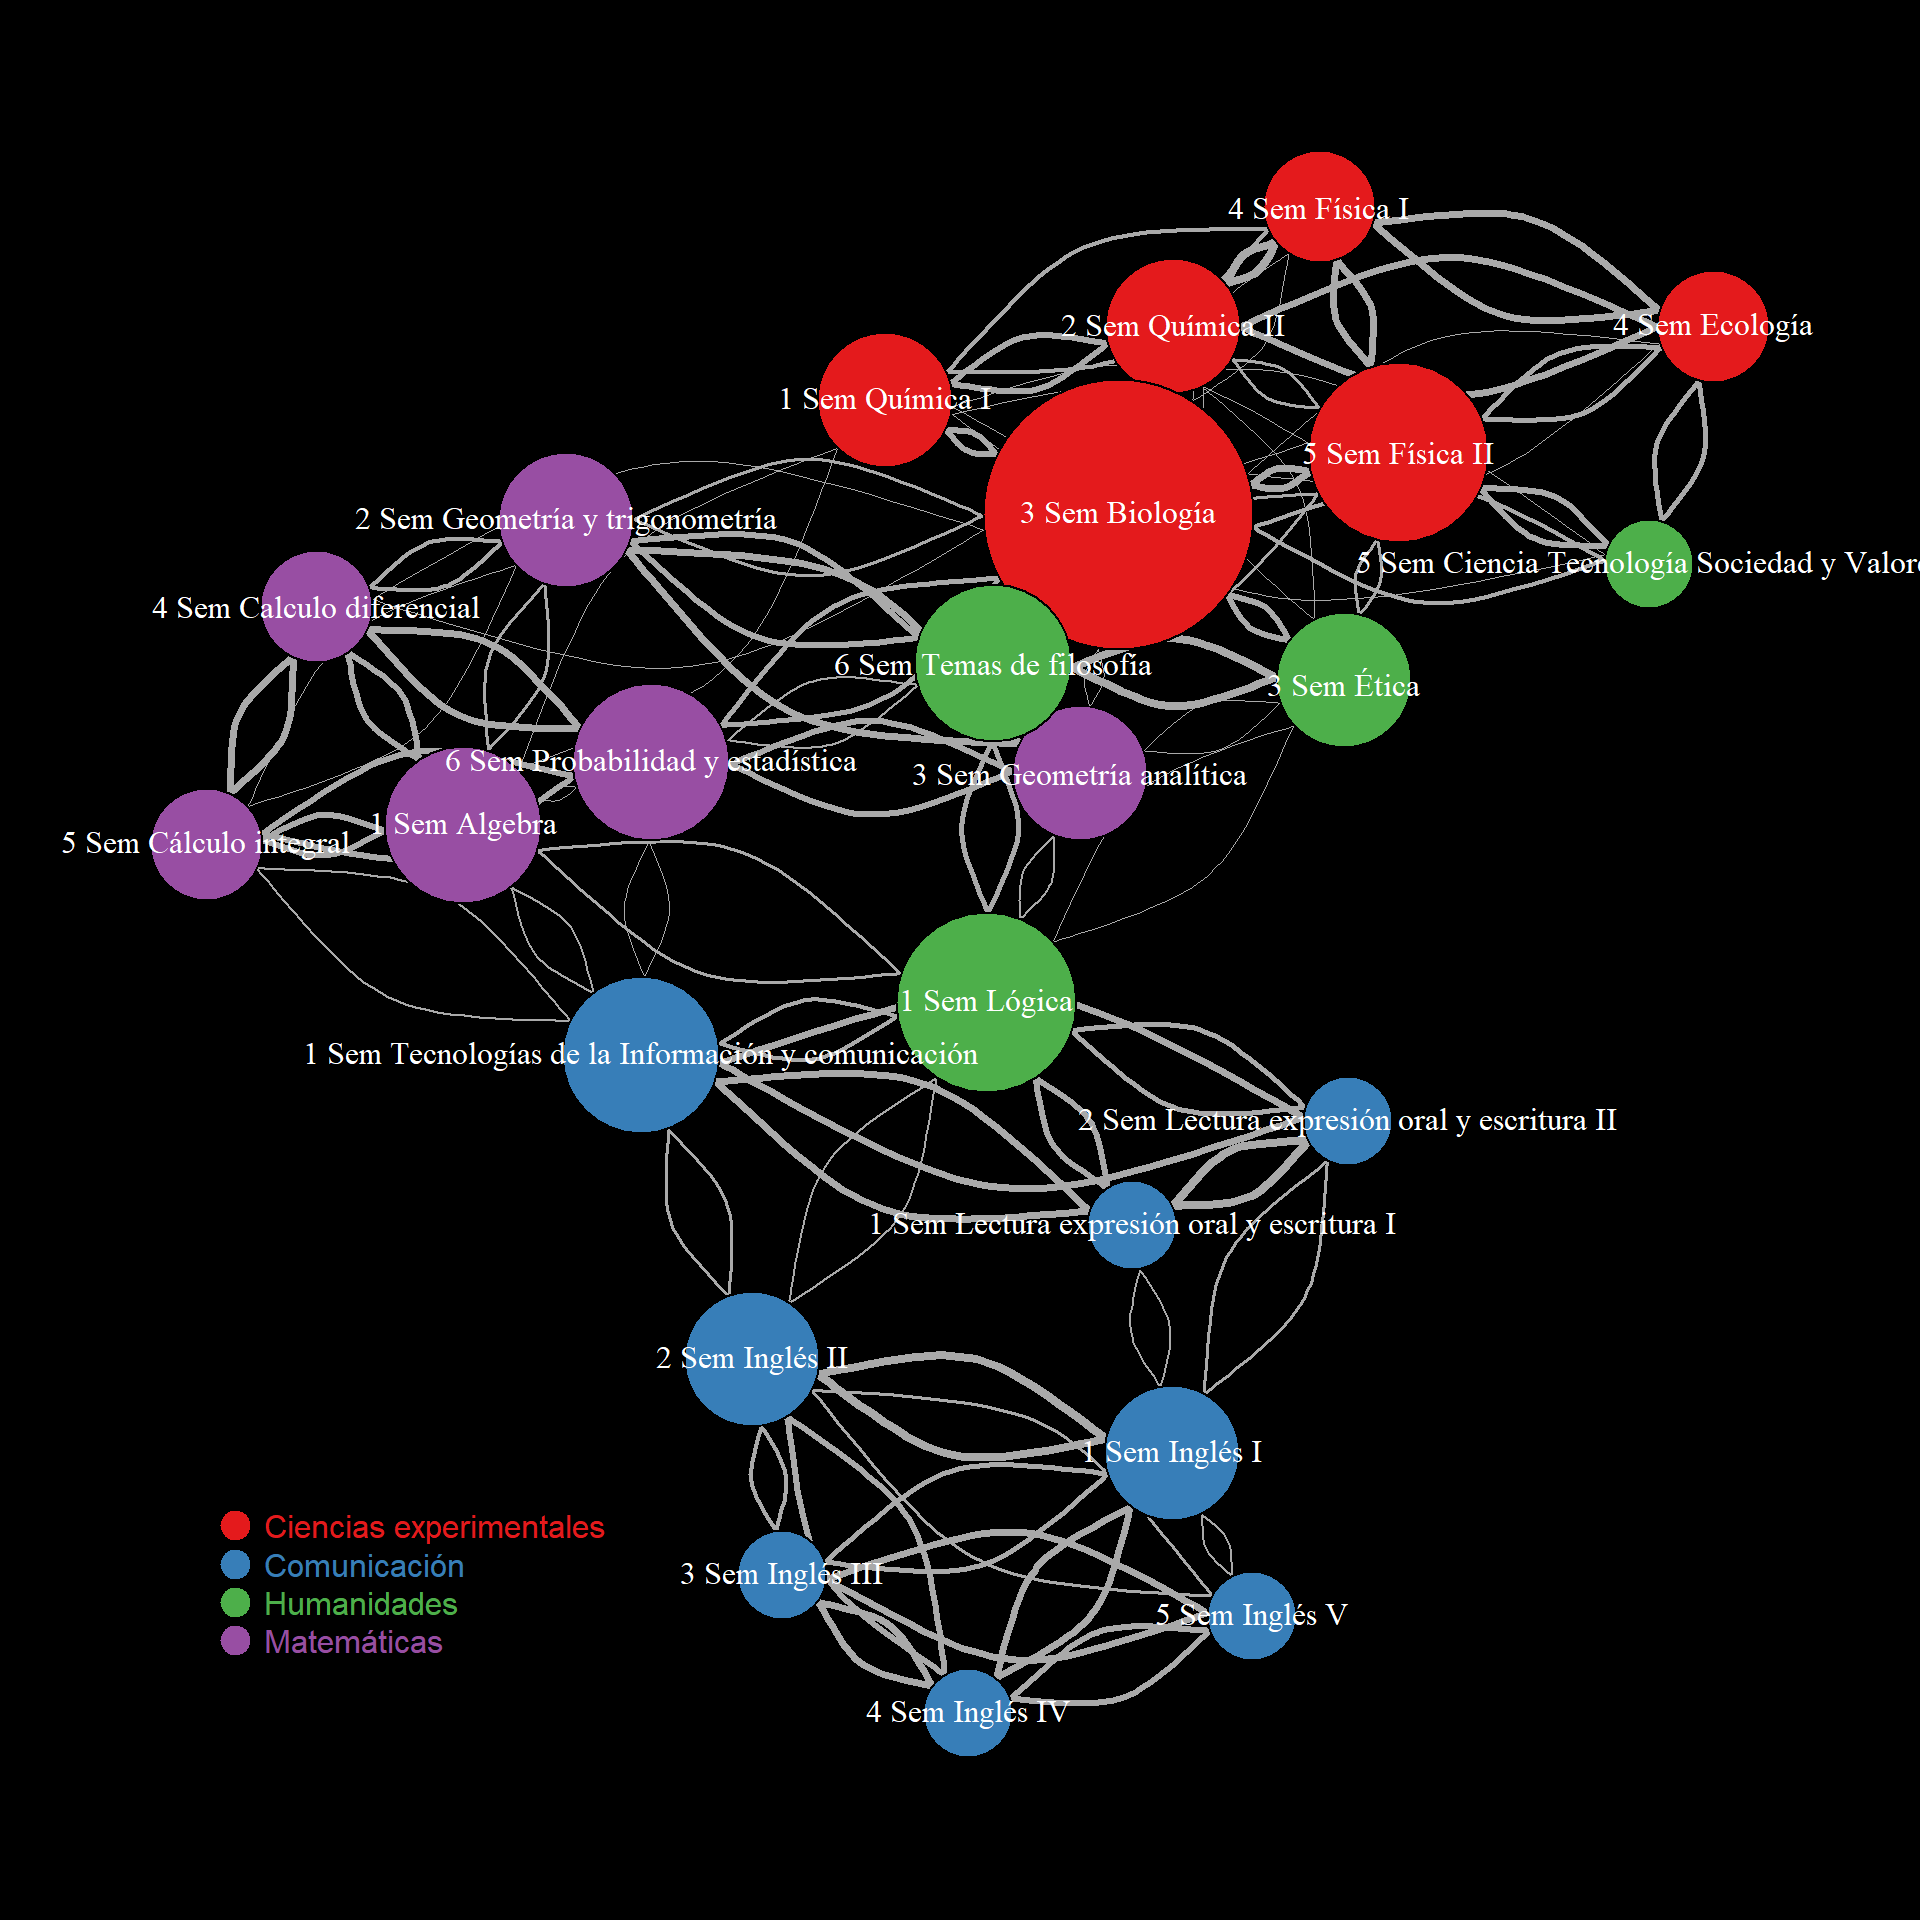 4 Sem Física I
2 Sem Química II
4 Sem Ecología
1 Sem Química I
5 Sem Física II
3 Sem Biología
2 Sem Geometría y trigonometría
5 Sem Ciencia Tecnología Sociedad y Valor
4 Sem Calculo diferencial
6 Sem Temas de filosofía
3 Sem Ética
6 Sem Probabilidad y estadística
3 Sem Geometría analítica
1 Sem Algebra
5 Sem Cálculo integral
1 Sem Lógica
1 Sem Tecnologías de la Información y comunicación
2 Sem Lectura expresión oral y escritura II
1 Sem Lectura expresión oral y escritura I
2 Sem Inglés II
1 Sem Inglés I
3 Sem Inglés III
5 Sem Inglés V
4 Sem Inglés IV
Ciencias experimentales
Comunicación
Humanidades
Matemáticas